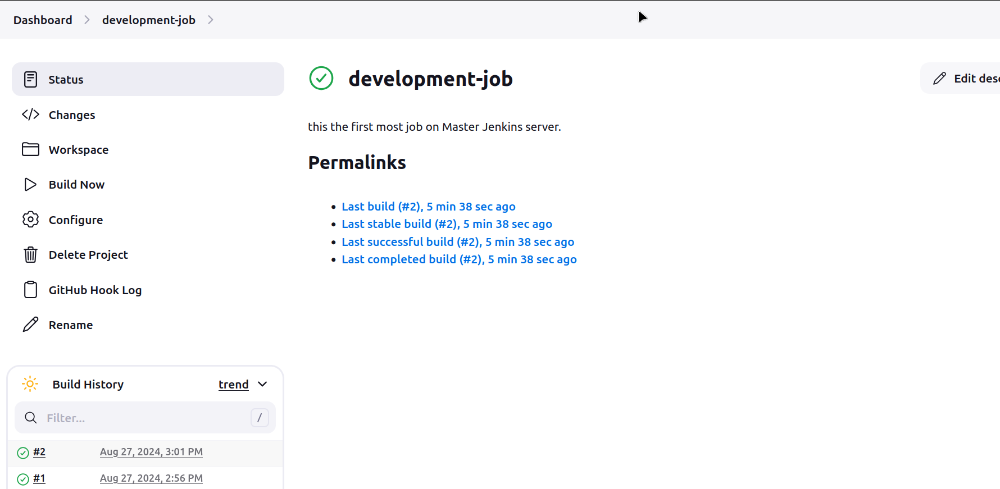 Dashboard > development-job >
Status
Changes
Workspace
Build Now
Configure
Delete Project
GitHub Hook Log
Rename
Build History trend
Filter... /
#2 Aug 27, 2024, 3:01 PM
#1 Aug 27, 2024, 2:56 PM
development-job
Edit desc
this the first most job on Master Jenkins server.
Permalinks
• Last build (#2), 5 min 38 sec ago
• Last stable build (#2), 5 min 38 sec ago
• Last successful build (#2), 5 min 38 sec ago
• Last completed build (#2), 5 min 38 sec ago